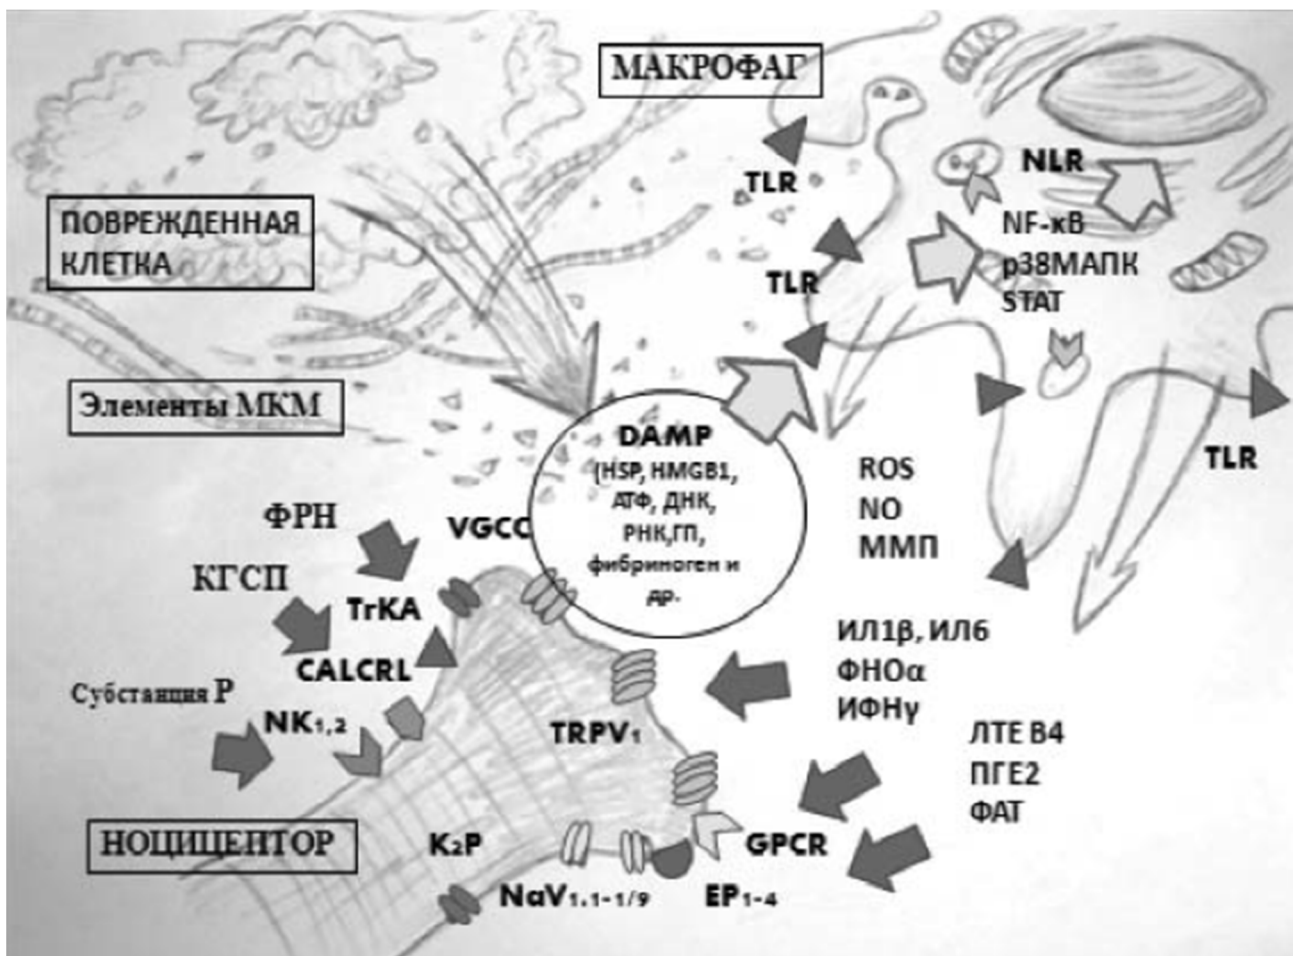 МАКРОФАГ
TLR
NLR
ПОВРЕЖДЕННАЯ
КЛЕТКА
TLR
NF-κB
р38МАПК
STAT
Элементы МКМ
DAMP
(HSP, HMGB1,
АТФ, ДНК,
РНК,ГП,
фибриноген и
др.
ROS
NO
ММП
TLR
ФРН
VGCC
КГСП
TrKA
CALCRL
Субстанция Р
NK1,2
TRPV1
ИЛ1β, ИЛ6
ФНОα
ИФНγ
ЛТЕ В4
ПГЕ2
ФАТ
НОЦИЦЕПТОР
K2P
GPCR
NaV1.1-1/9
EP1-4